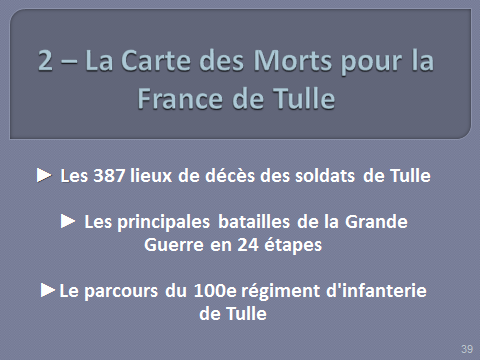 2 – La Carte des Morts pour la
France de Tulle
► Les 387 lieux de décès des soldats de Tulle
► Les principales batailles de la Grande
Guerre en 24 étapes
►Le parcours du 100e régiment d'infanterie
de Tulle
39